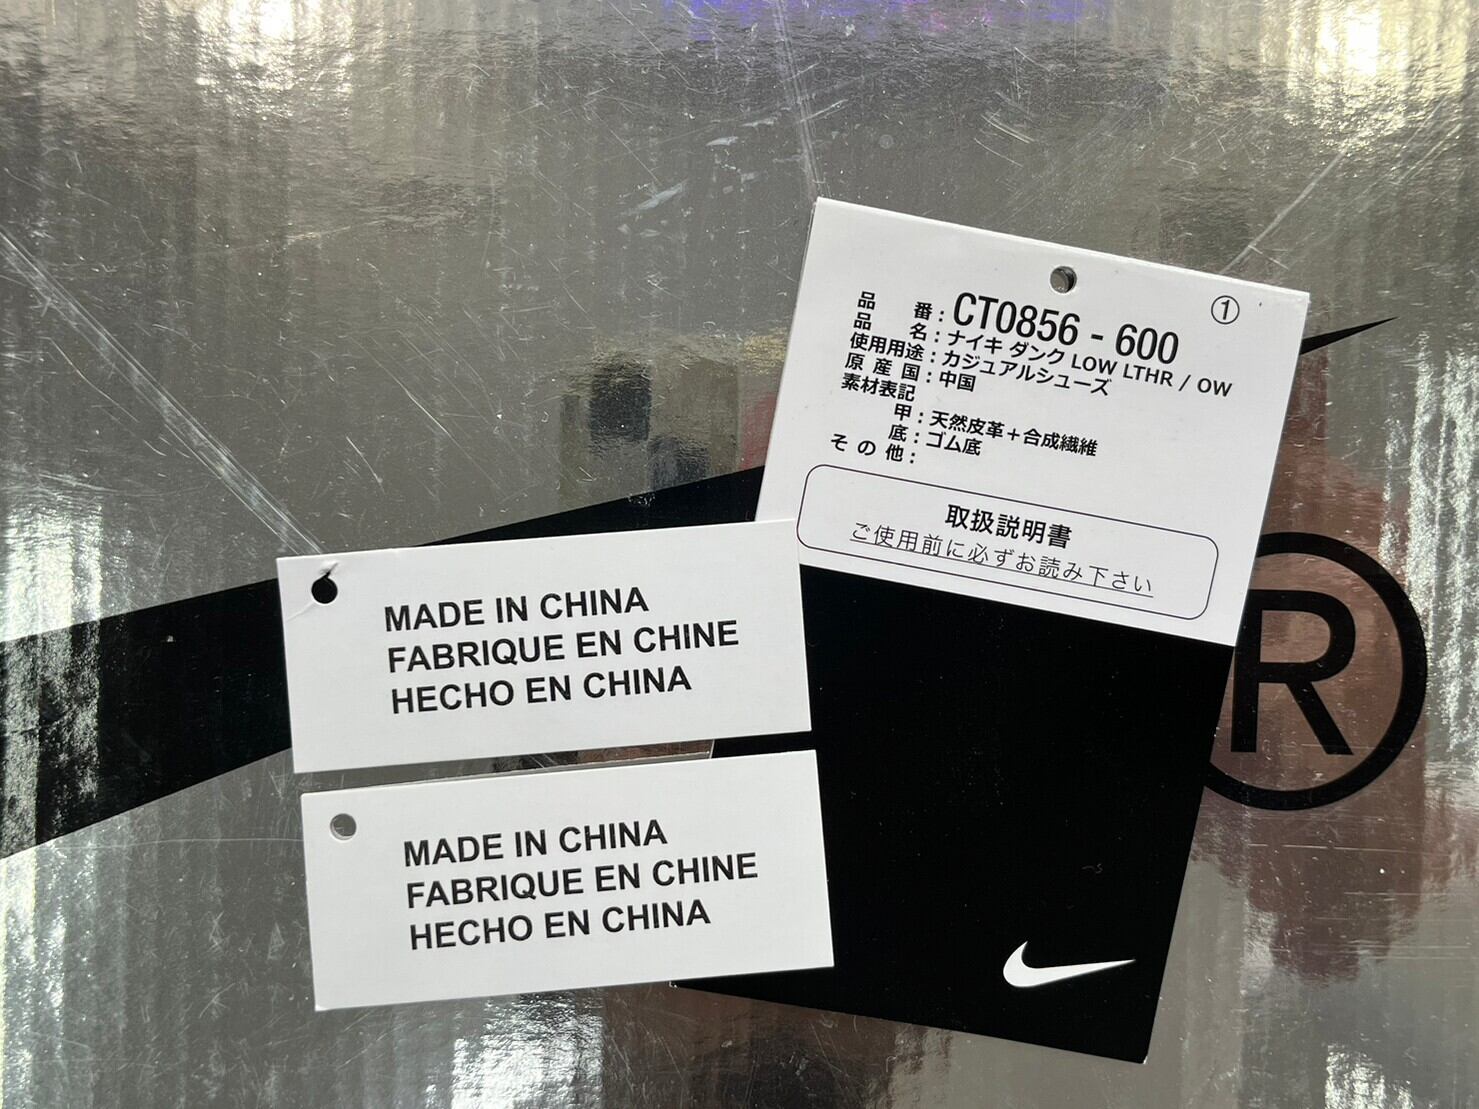 ①
品 番：CT0856 - 600
品 名：ナイキ ダンク LOW LTHR / OW
使用用途：カジュアルシューズ
原 産 国：中国
素材表記
甲：天然皮革＋合成繊維
底：ゴム底
そ の 他：
取扱説明書
ご使用前に必ずお読み下さい
MADE IN CHINA
FABRIQUE EN CHINE
HECHO EN CHINA
MADE IN CHINA
FABRIQUE EN CHINE
HECHO EN CHINA
®